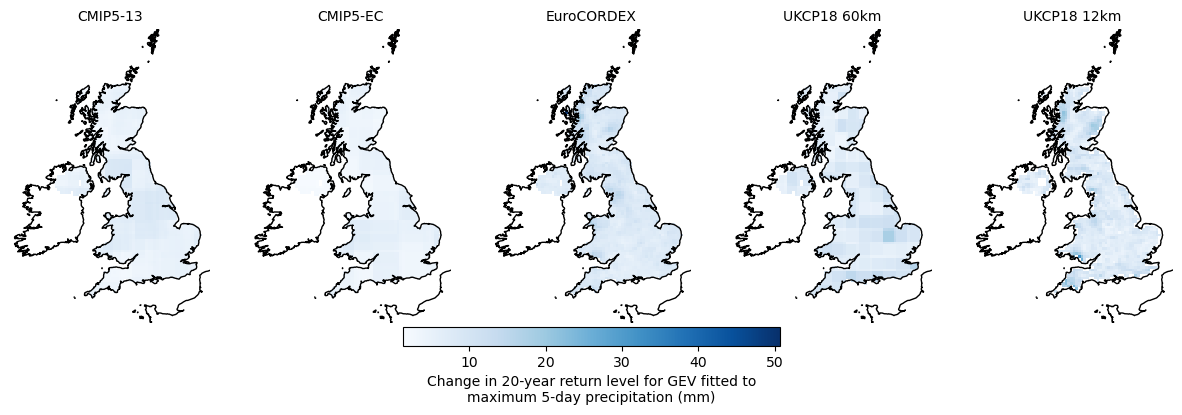 CMIP5-13
CMIP5-EC
EuroCORDEX
UKCP18 60km
UKCP18 12km
10
20
30
40
50
Change in 20-year return level for GEV fitted to
maximum 5-day precipitation (mm)